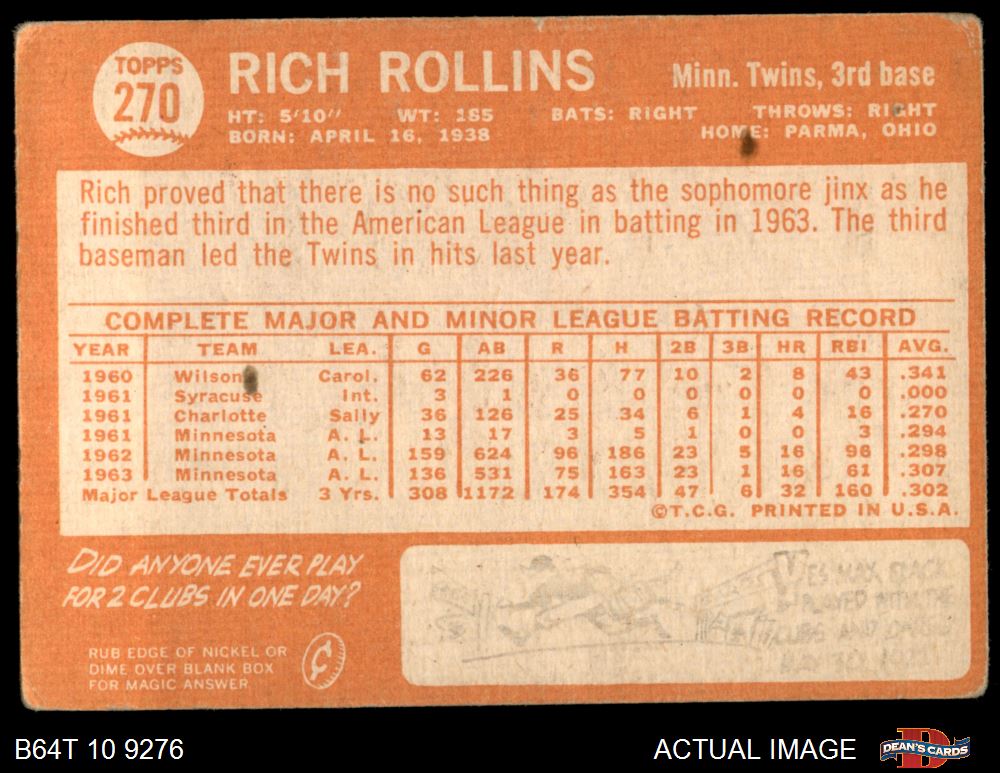 TOPPS
270
RICH ROLLINS
Minn. Twins, 3rd base
HT: 5'10" WT: 185 BATS: RIGHT THROWS: RIGHT
BORN: APRIL 16, 1938 HOME: PARMA, OHIO
Rich proved that there is no such thing as the sophomore jinx as he
finished third in the American League in batting in 1963. The third
baseman led the Twins in hits last year.
COMPLETE MAJOR AND MINOR LEAGUE BATTING RECORD
YEAR TEAM LEA. G AB R H 2B 3B HR RBI AVG.
1960 Wilson Carol. 62 226 36 77 10 2 8 43 .341
1961 Syracuse Int. 3 1 0 0 0 0 0 0 .000
1961 Charlotte Sally 36 126 25 34 6 1 4 16 .270
1961 Minnesota A. L. 13 17 3 5 1 0 0 3 .294
1962 Minnesota A. L. 159 624 96 186 23 5 16 96 .298
1963 Minnesota A. L. 136 531 75 163 23 1 16 61 .307
Major League Totals 3 Yrs. 308 1172 174 354 47 6 32 160 .302
©T.C.G. PRINTED IN U.S.A.
DID ANYONE EVER PLAY
FOR 2 CLUBS IN ONE DAY?
RUB EDGE OF NICKEL OR
DIME OVER BLANK BOX
FOR MAGIC ANSWER
YES MAX FLACK
PLAYED WITH THE
CUBS AND
B64T 10 9276
ACTUAL IMAGE
DEAN'S CARDS